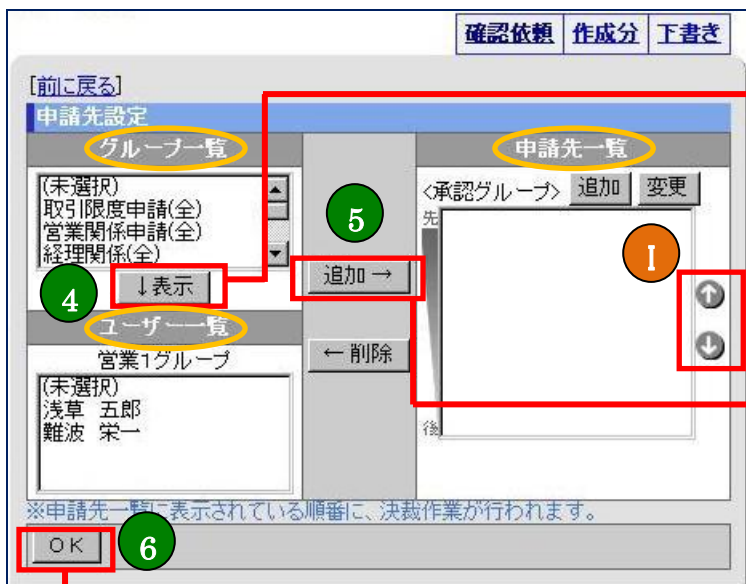 確認依頼 作成分 下書き
[前に戻る]
申請先設定
グループ一覧
申請先一覧
(未選択)
取引限度申請(全)
営業関係申請(全)
経理関係(全)
↓表示
4
5
追加→
←削除
<承認グループ> 追加 変更
先
後
I
ユーザー一覧
営業1グループ
(未選択)
浅草 五郎
難波 栄一
※申請先一覧に表示されている順番に、決裁作業が行われます。
OK
6